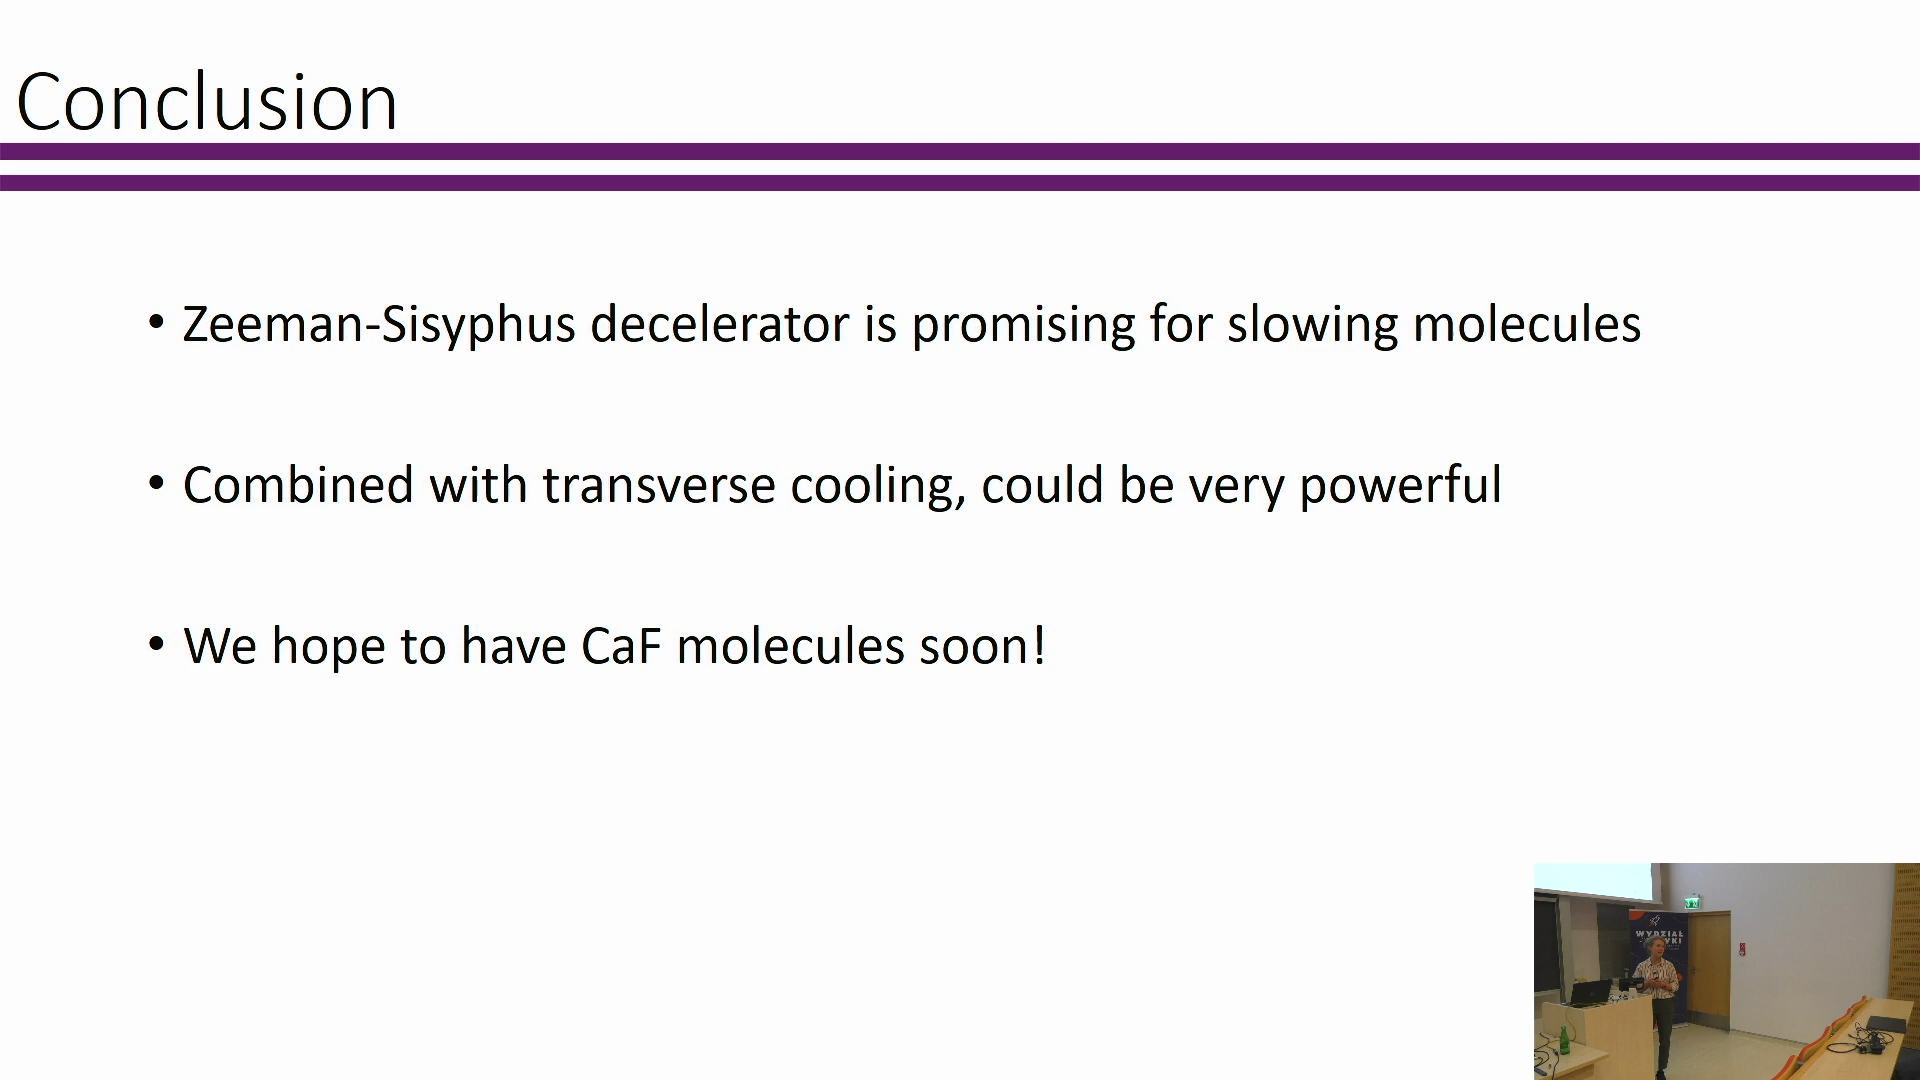 Conclusion
• Zeeman-Sisyphus decelerator is promising for slowing molecules
• Combined with transverse cooling, could be very powerful
• We hope to have CaF molecules soon!
WYDZIAŁ